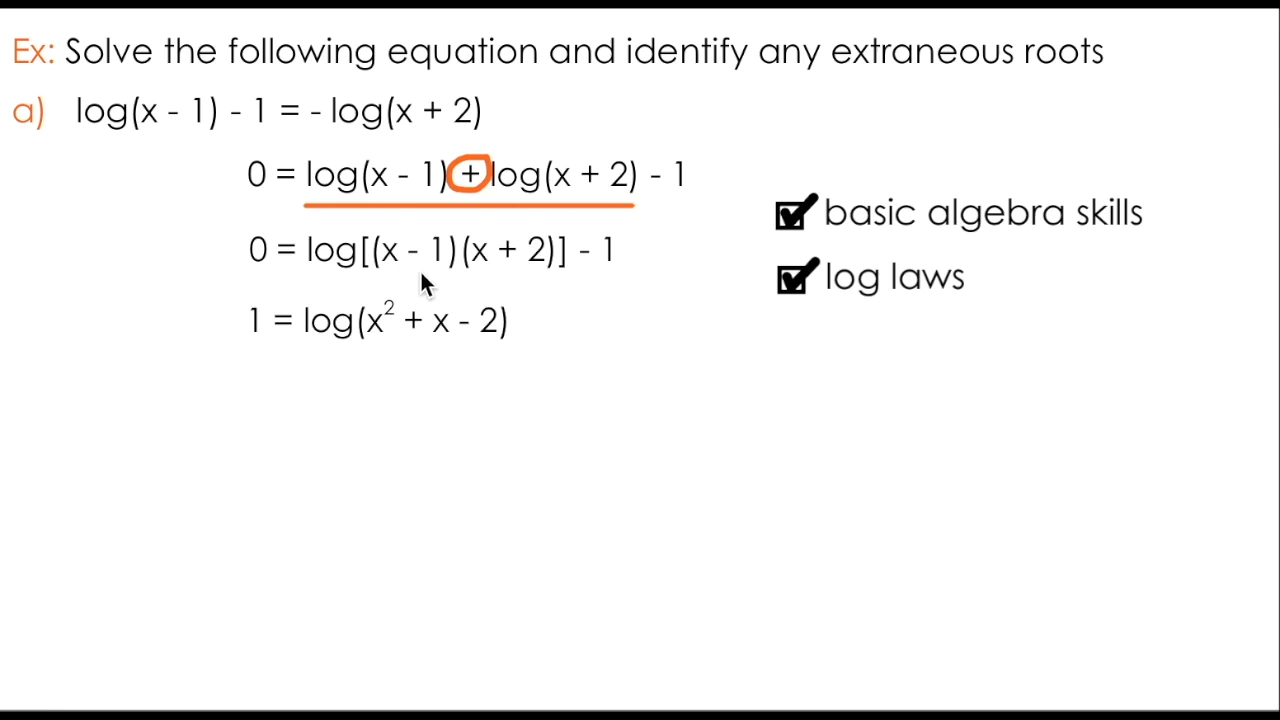 Ex: Solve the following equation and identify any extraneous roots
a) log(x - 1) - 1 = - log(x + 2)
0 = log(x - 1) + log(x + 2) - 1
basic algebra skills
0 = log[(x - 1)(x + 2)] - 1
log laws
1 = log(x² + x - 2)